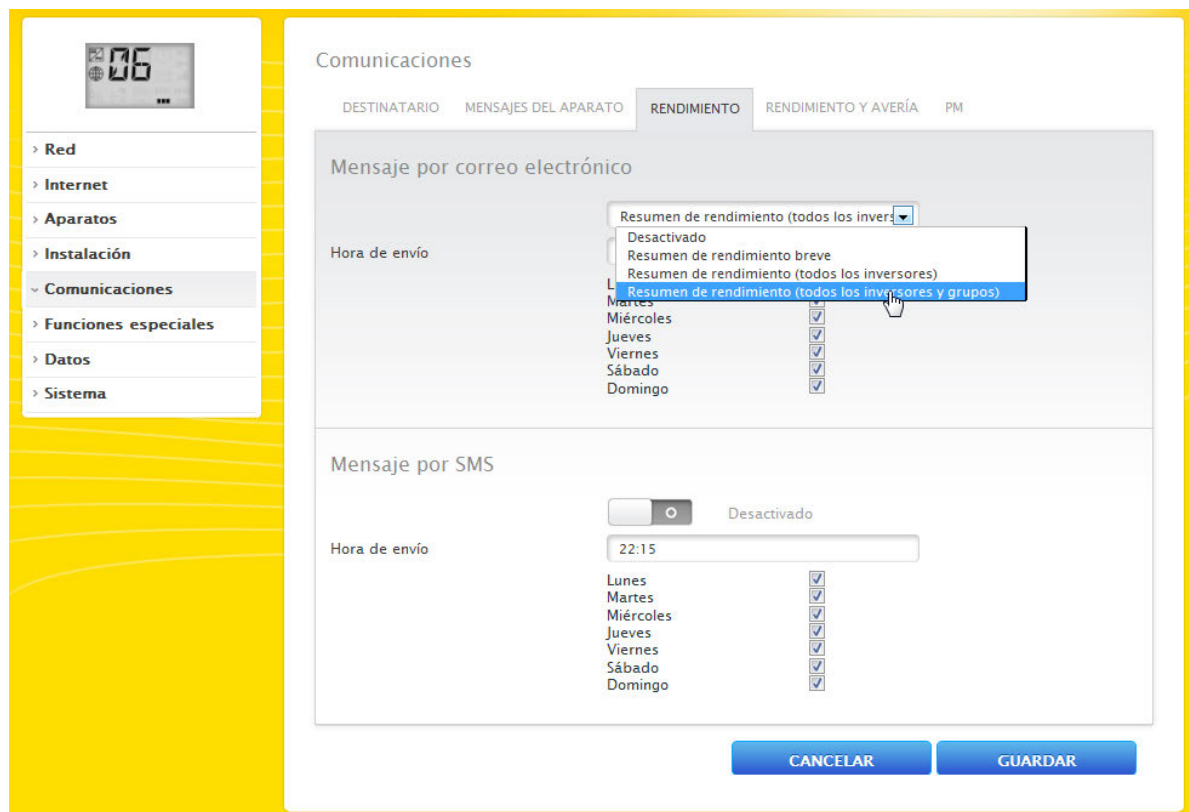 06
Comunicaciones
DESTINATARIO MENSAJES DEL APARATO RENDIMIENTO RENDIMIENTO Y AVERÍA PM
> Red
> Internet
> Aparatos
> Instalación
Comunicaciones
> Funciones especiales
> Datos
> Sistema
Mensaje por correo electrónico
Resumen de rendimiento (todos los invers
Desactivado
Resumen de rendimiento breve
Resumen de rendimiento (todos los inversores)
Resumen de rendimiento (todos los inversores y grupos)
Hora de envío
Martes
Miércoles
Jueves
Viernes
Sábado
Domingo
Mensaje por SMS
Desactivado
Hora de envío 22:15
Lunes
Martes
Miércoles
Jueves
Viernes
Sábado
Domingo
CANCELAR GUARDAR